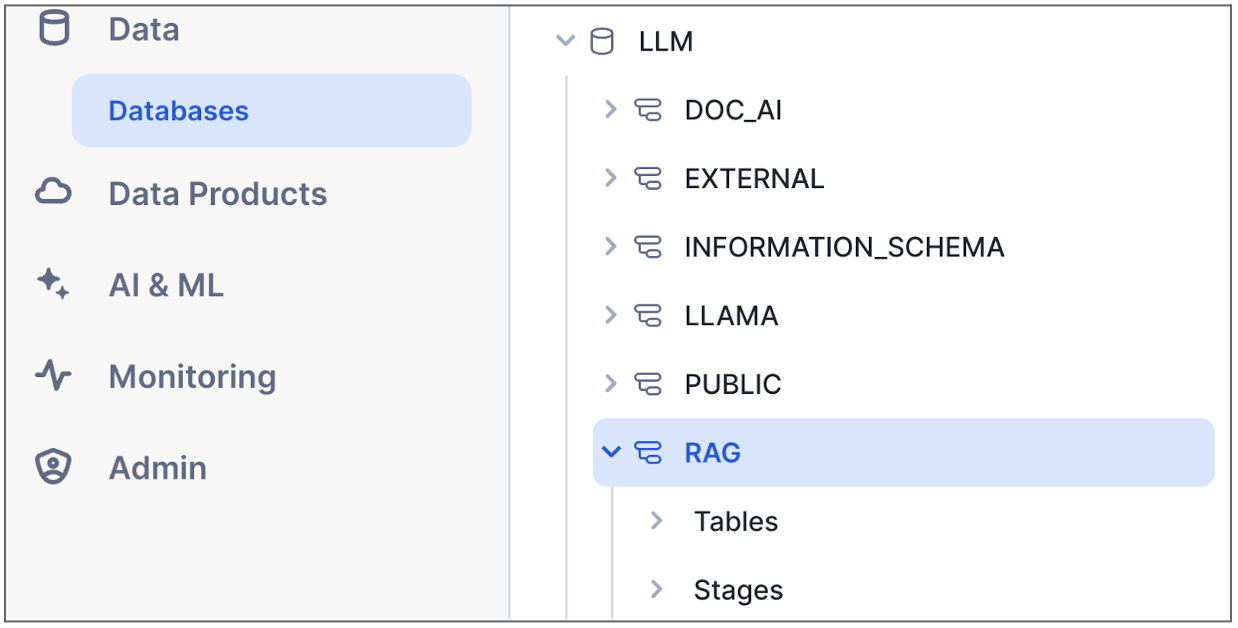 Data
Databases
Data Products
AI & ML
Monitoring
Admin
LLM
DOC_AI
EXTERNAL
INFORMATION_SCHEMA
LLAMA
PUBLIC
RAG
Tables
Stages